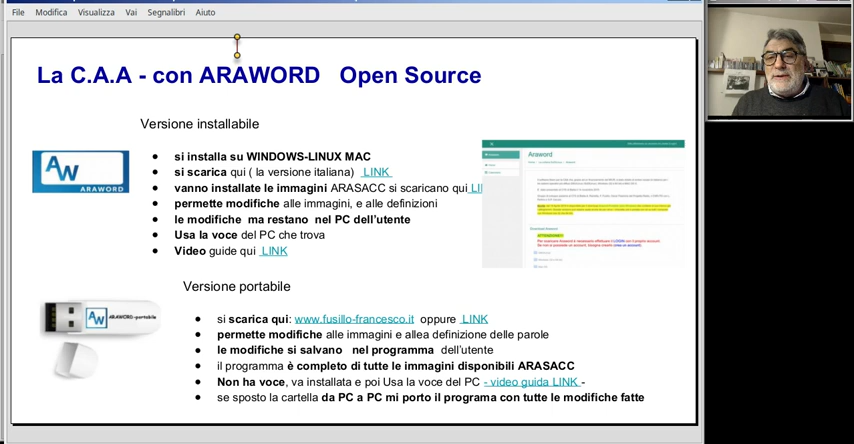 File Modifica Visualizza Vai Segnalibri Aiuto
La C.A.A - con ARAWORD Open Source
Versione installabile
AW
ARAWORD
• si installa su WINDOWS-LINUX MAC
• si scarica qui ( la versione italiana) LINK
• vanno installate le immagini ARASACC si scaricano qui LI
• permette modifiche alle immagini, e alle definizioni
• le modifiche ma restano nel PC dell'utente
• Usa la voce del PC che trova
• Video guide qui LINK
Araword
Versione portabile
AW ARAWORD-portabile
• si scarica qui: www.fusillo-francesco.it oppure LINK
• permette modifiche alle immagini e allea definizione delle parole
• le modifiche si salvano nel programma dell'utente
• il programma è completo di tutte le immagini disponibili ARASACC
• Non ha voce, va installata e poi Usa la voce del PC - video guida LINK -
• se sposto la cartella da PC a PC mi porto il programa con tutte le modifiche fatte